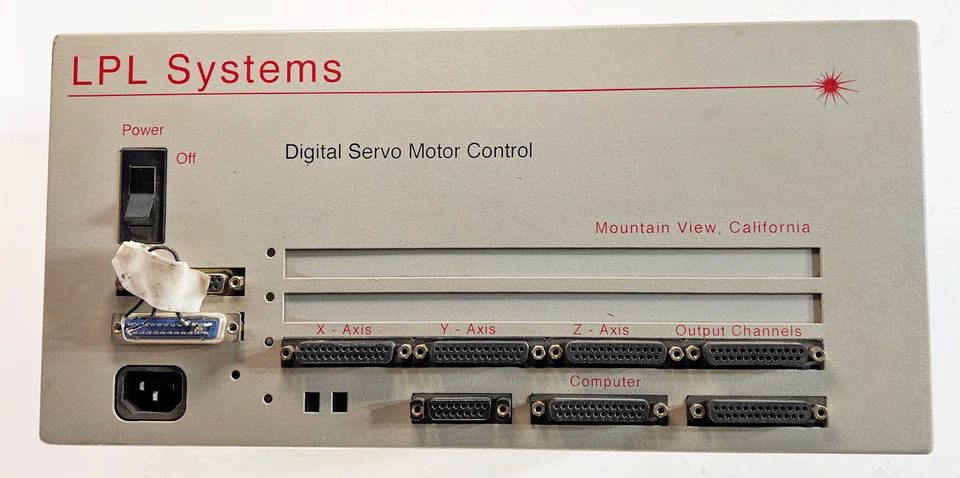 LPL Systems
Power
Off
Digital Servo Motor Control
Mountain View, California
X - Axis Y - Axis Z - Axis Output Channels
Computer